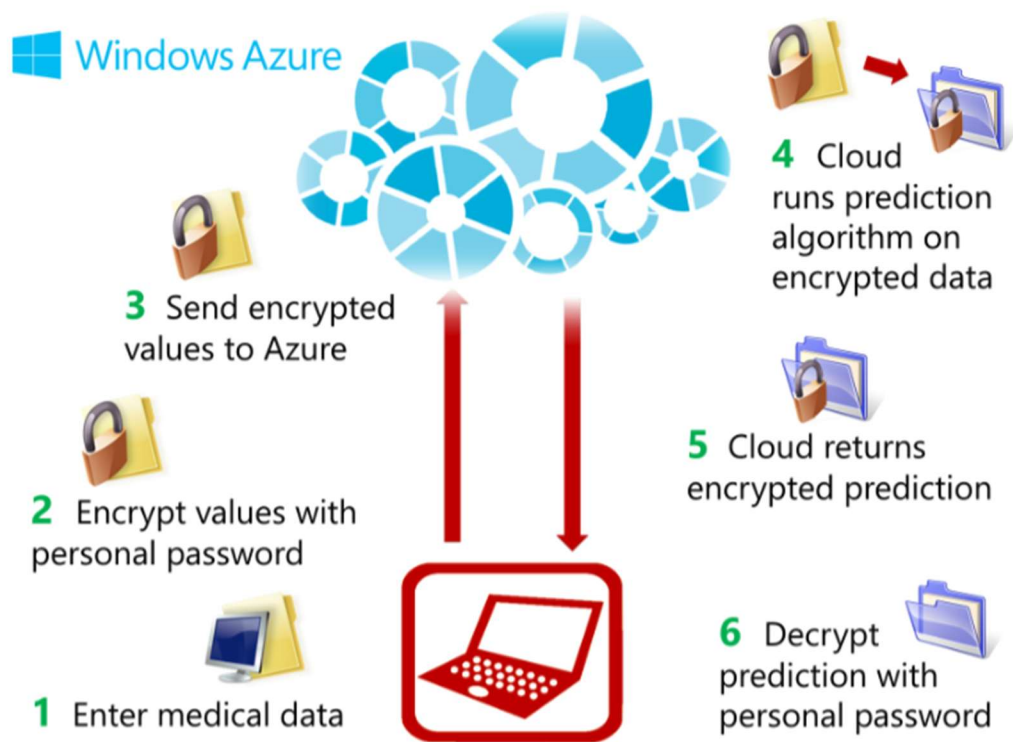 Windows Azure
1 Enter medical data
2 Encrypt values with
personal password
3 Send encrypted
values to Azure
4 Cloud
runs prediction
algorithm on
encrypted data
5 Cloud returns
encrypted prediction
6 Decrypt
prediction with
personal password